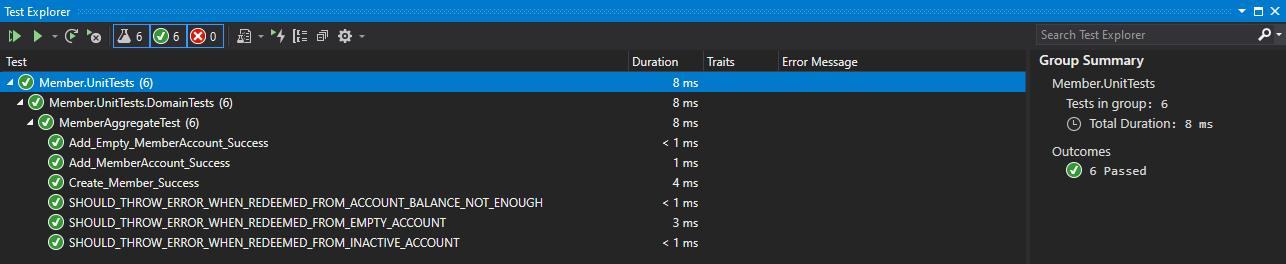 Test Explorer
6 6 0
Search Test Explorer
Test Duration Traits Error Message
Member.UnitTests (6) 8 ms
Member.UnitTests.DomainTests (6) 8 ms
MemberAggregateTest (6) 8 ms
Add_Empty_MemberAccount_Success < 1 ms
Add_MemberAccount_Success 1 ms
Create_Member_Success 4 ms
SHOULD_THROW_ERROR_WHEN_REDEEMED_FROM_ACCOUNT_BALANCE_NOT_ENOUGH < 1 ms
SHOULD_THROW_ERROR_WHEN_REDEEMED_FROM_EMPTY_ACCOUNT 3 ms
SHOULD_THROW_ERROR_WHEN_REDEEMED_FROM_INACTIVE_ACCOUNT < 1 ms
Group Summary
Member.UnitTests
Tests in group: 6
Total Duration: 8 ms
Outcomes
6 Passed